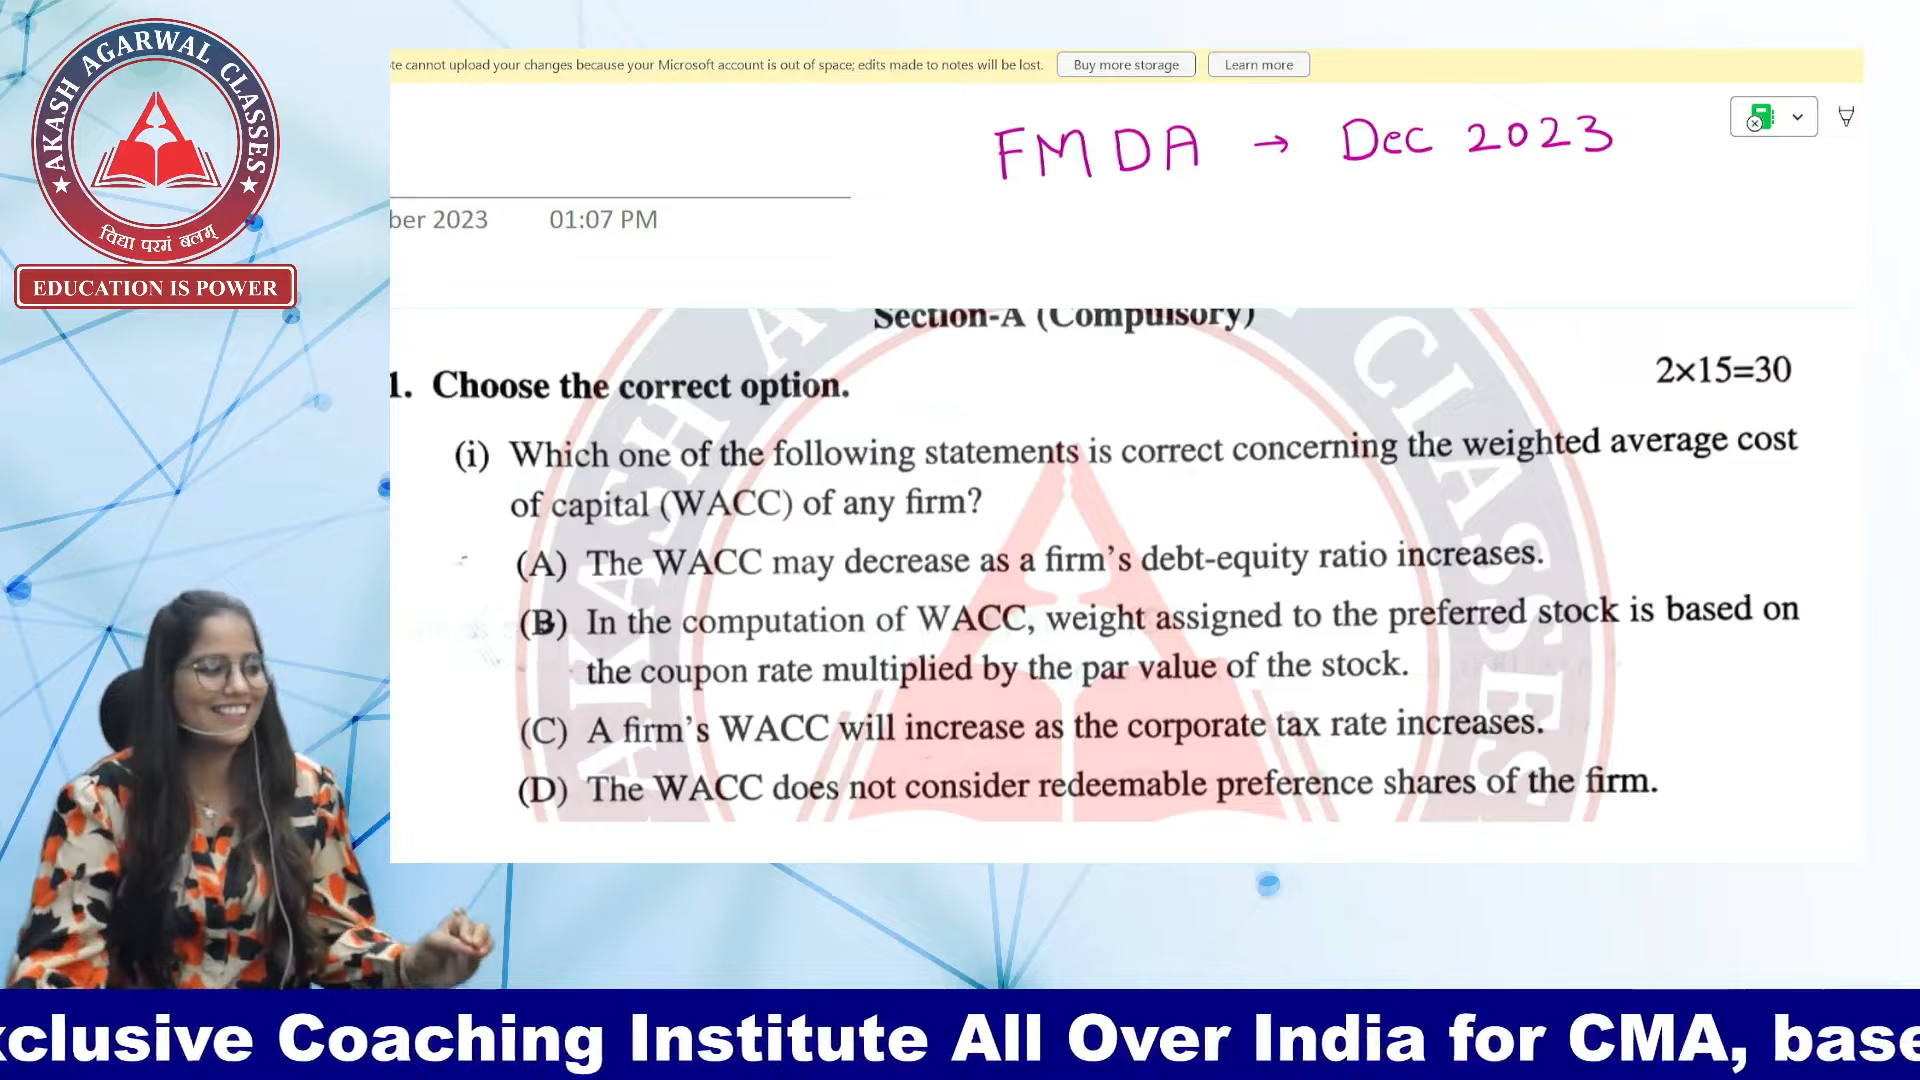 AKASH AGARWAL CLASSES
विद्या परमं बलम्
EDUCATION IS POWER
te cannot upload your changes because your Microsoft account is out of space; edits made to notes will be lost. Buy more storage Learn more
FMDA → Dec 2023
ber 2023 01:07 PM
Section-A (Compulsory)
2×15=30
1. Choose the correct option.
(i) Which one of the following statements is correct concerning the weighted average cost
of capital (WACC) of any firm?
(A) The WACC may decrease as a firm's debt-equity ratio increases.
(B) In the computation of WACC, weight assigned to the preferred stock is based on
the coupon rate multiplied by the par value of the stock.
(C) A firm's WACC will increase as the corporate tax rate increases.
(D) The WACC does not consider redeemable preference shares of the firm.
AKASH A CLASSES
xclusive Coaching Institute All Over India for CMA, base